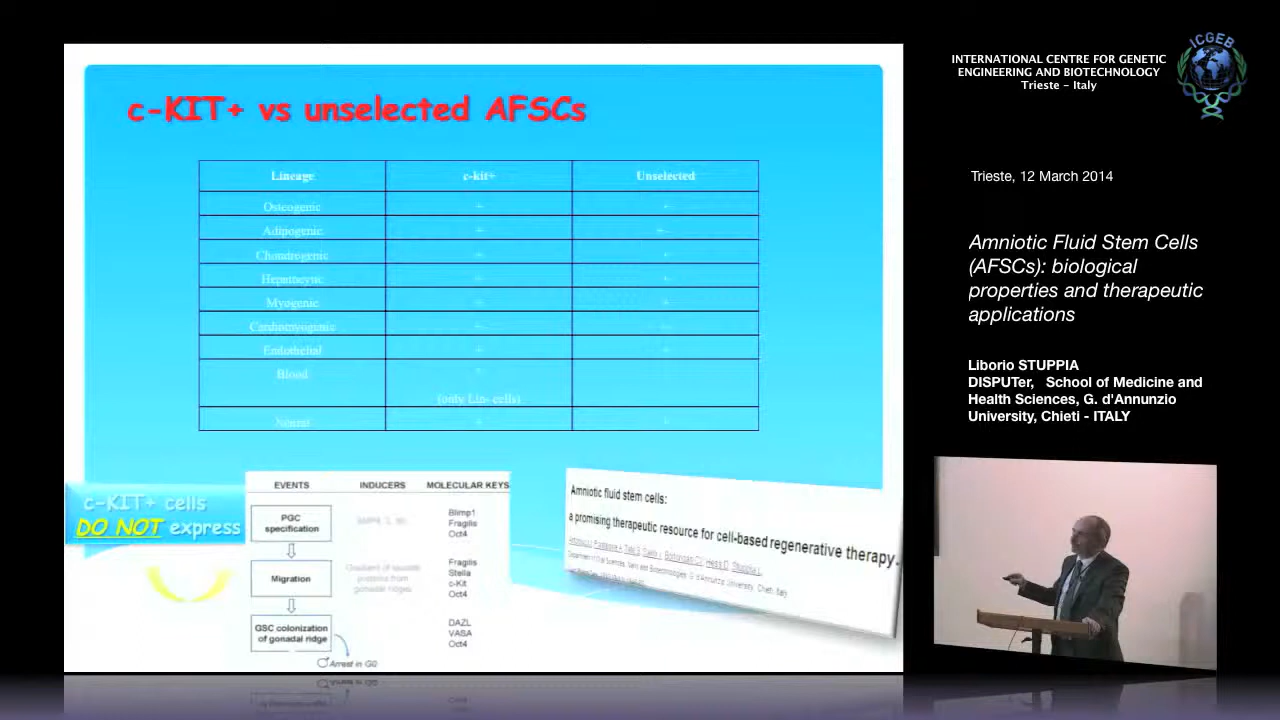 c-KIT+ vs unselected AFSCs
Lineage c-kit+ Unselected
Osteogenic + +
Adipogenic + +
Chondrogenic + +
Hepatocytic + +
Myogenic + +
Cardiomyogenic + +
Endothelial + +
Blood +
(only Lin- cells)
Neural + +
c-KIT+ cells
DO NOT express
EVENTS INDUCERS MOLECULAR KEYS
PGC
specification
Blimp1
Fragilis
Oct4
Migration
Gradient of
from
gonadal ridges
Fragilis
Stella
c-Kit
Oct4
GSC colonization
of gonadal ridge
DAZL
VASA
Oct4
♂ Arrest in G0
Amniotic fluid stem cells:
a promising therapeutic resource for cell-based regenerative therapy.
INTERNATIONAL CENTRE FOR GENETIC
ENGINEERING AND BIOTECHNOLOGY
Trieste - Italy
ICGEB
Trieste, 12 March 2014
Amniotic Fluid Stem Cells
(AFSCs): biological
properties and therapeutic
applications
Liborio STUPPIA
DISPUTer, School of Medicine and
Health Sciences, G. d'Annunzio
University, Chieti - ITALY